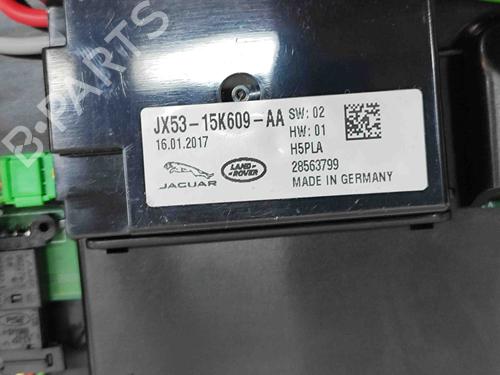 B-PARTS
JX53-15K609-AA SW: 02
16.01.2017 HW: 01
H5PLA
28563799
JAGUAR LAND-ROVER MADE IN GERMANY